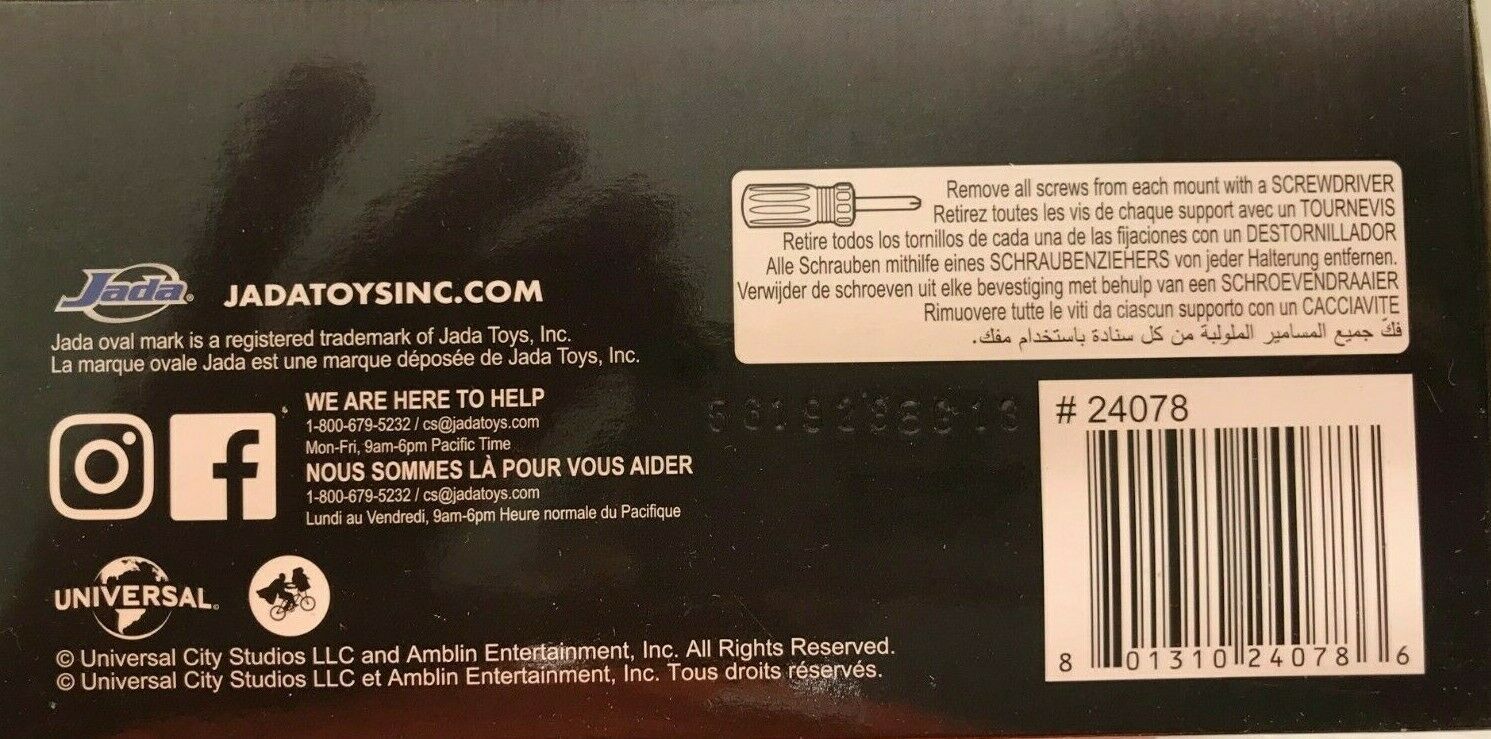 Jada®
JADATOYSINC.COM
Jada oval mark is a registered trademark of Jada Toys, Inc.
La marque ovale Jada est une marque déposée de Jada Toys, Inc.
WE ARE HERE TO HELP
1-800-679-5232 / cs@jadatoys.com
Mon-Fri, 9am-6pm Pacific Time
NOUS SOMMES LÀ POUR VOUS AIDER
1-800-679-5232 / cs@jadatoys.com
Lundi au Vendredi, 9am-6pm Heure normale du Pacifique
UNIVERSAL®
© Universal City Studios LLC and Amblin Entertainment, Inc. All Rights Reserved.
© Universal City Studios LLC et Amblin Entertainment, Inc. Tous droits réservés.
Remove all screws from each mount with a SCREWDRIVER
Retirez toutes les vis de chaque support avec un TOURNEVIS
Retire todos los tornillos de cada una de las fijaciones con un DESTORNILLADOR
Alle Schrauben mithilfe eines SCHRAUBENZIEHERS von jeder Halterung entfernen.
Verwijder de schroeven uit elke bevestiging met behulp van een SCHROEVENDRAAIER
Rimuovere tutte le viti da ciascun supporto con un CACCIAVITE
فكّ جميع المسامير الملولبة من كل سنادة باستخدام مفك.
# 24078
8 01310 24078 6